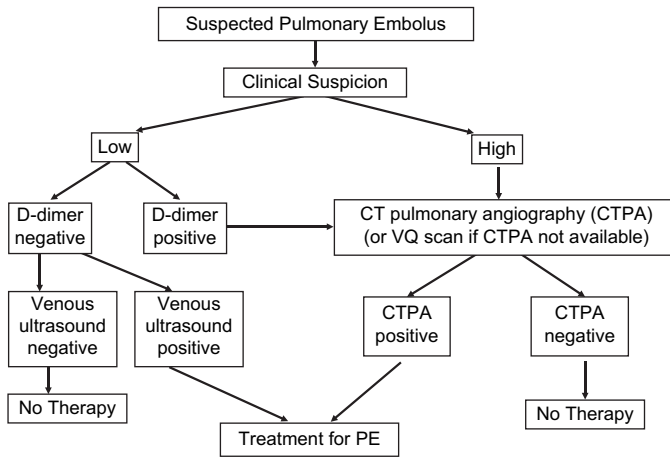 Suspected Pulmonary Embolus
Clinical Suspicion
Low
High
D-dimer
negative
D-dimer
positive
CT pulmonary angiography (CTPA)
(or VQ scan if CTPA not available)
Venous
ultrasound
negative
Venous
ultrasound
positive
CTPA
positive
CTPA
negative
No Therapy
Treatment for PE
No Therapy